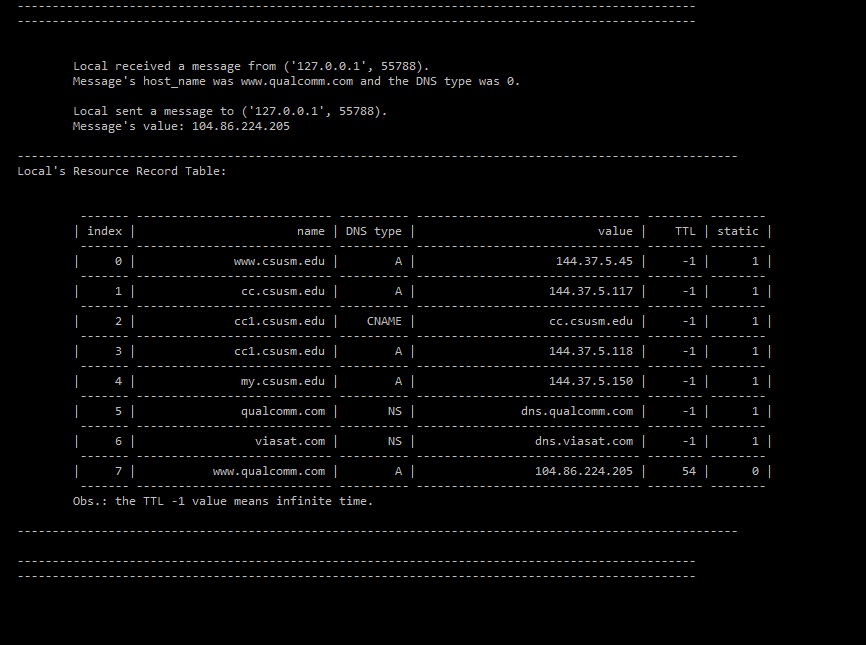 Local received a message from ('127.0.0.1', 55788).
Message's host_name was www.qualcomm.com and the DNS type was 0.
Local sent a message to ('127.0.0.1', 55788).
Message's value: 104.86.224.205
Local's Resource Record Table:
| index | name | DNS type | value | TTL | static |
| 0 | www.csusm.edu | A | 144.37.5.45 | -1 | 1 |
| 1 | cc.csusm.edu | A | 144.37.5.117 | -1 | 1 |
| 2 | cc1.csusm.edu | CNAME | cc.csusm.edu | -1 | 1 |
| 3 | cc1.csusm.edu | A | 144.37.5.118 | -1 | 1 |
| 4 | my.csusm.edu | A | 144.37.5.150 | -1 | 1 |
| 5 | qualcomm.com | NS | dns.qualcomm.com | -1 | 1 |
| 6 | viasat.com | NS | dns.viasat.com | -1 | 1 |
| 7 | www.qualcomm.com | A | 104.86.224.205 | 54 | 0 |
Obs.: the TTL -1 value means infinite time.